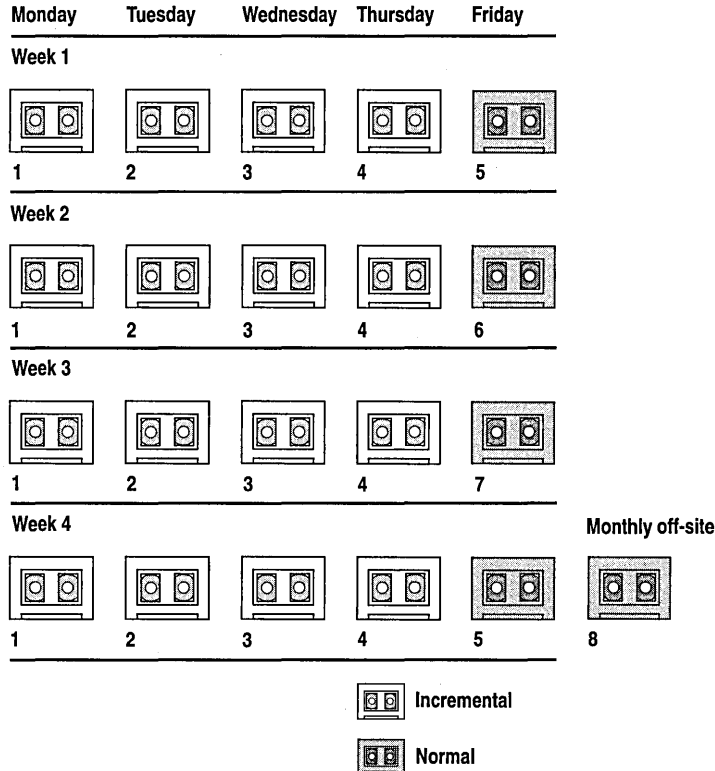 Monday Tuesday Wednesday Thursday Friday
Week 1
1 2 3 4 5
Week 2
1 2 3 4 6
Week 3
1 2 3 4 7
Week 4 Monthly off-site
1 2 3 4 5 8
Incremental
Normal